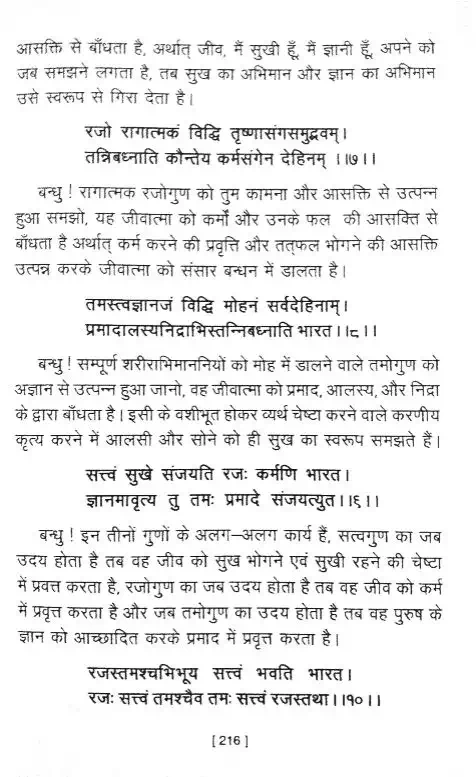 आसक्ति से बाँधता है, अर्थात् जीव, मैं सुखी हूँ, मैं ज्ञानी हूँ, अपने को
जब समझने लगता है, तब सुख का अभिमान और ज्ञान का अभिमान
उसे स्वरूप से गिरा देता है।
रजो रागात्मकं विद्धि तृष्णासंगसमुद्भवम्।
तन्निबध्नाति कौन्तेय कर्मसंगेन देहिनम् ।।७।।
बन्धु ! रागात्मक रजोगुण को तुम कामना और आसक्ति से उत्पन्न
हुआ समझो, यह जीवात्मा को कर्मों और उनके फल की आसक्ति से
बाँधता है अर्थात् कर्म करने की प्रवृत्ति और तत्फल भोगने की आसक्ति
उत्पन्न करके जीवात्मा को संसार बन्धन में डालता है।
तमस्त्वज्ञानजं विद्धि मोहनं सर्वदेहिनाम्।
प्रमादालस्यनिद्राभिस्तन्निबध्नाति भारत।।८।।
बन्धु ! सम्पूर्ण शरीराभिमानियों को मोह में डालने वाले तमोगुण को
अज्ञान से उत्पन्न हुआ जानो, वह जीवात्मा को प्रमाद, आलस्य, और निद्रा
के द्वारा बाँधता है। इसी के वशीभूत होकर व्यर्थ चेष्टा करने वाले करणीय
कृत्य करने में आलसी और सोने को ही सुख का स्वरूप समझते हैं।
सत्त्वं सुखे संजयति रजः कर्मणि भारत।
ज्ञानमावृत्य तु तमः प्रमादे संजयत्युत।।९।।
बन्धु ! इन तीनों गुणों के अलग-अलग कार्य हैं, सत्वगुण का जब
उदय होता है तब वह जीव को सुख भोगने एवं सुखी रहने की चेष्टा
में प्रवत्त करता है, रजोगुण का जब उदय होता है तब वह जीव को कर्म
में प्रवृत्त करता है और जब तमोगुण का उदय होता है तब वह पुरुष के
ज्ञान को आच्छादित करके प्रमाद में प्रवृत्त करता है।
रजस्तमश्चभिभूय सत्त्वं भवति भारत।
रजः सत्त्वं तमश्चैव तमः सत्त्वं रजस्तथा।।१०।।
[ 216 ]